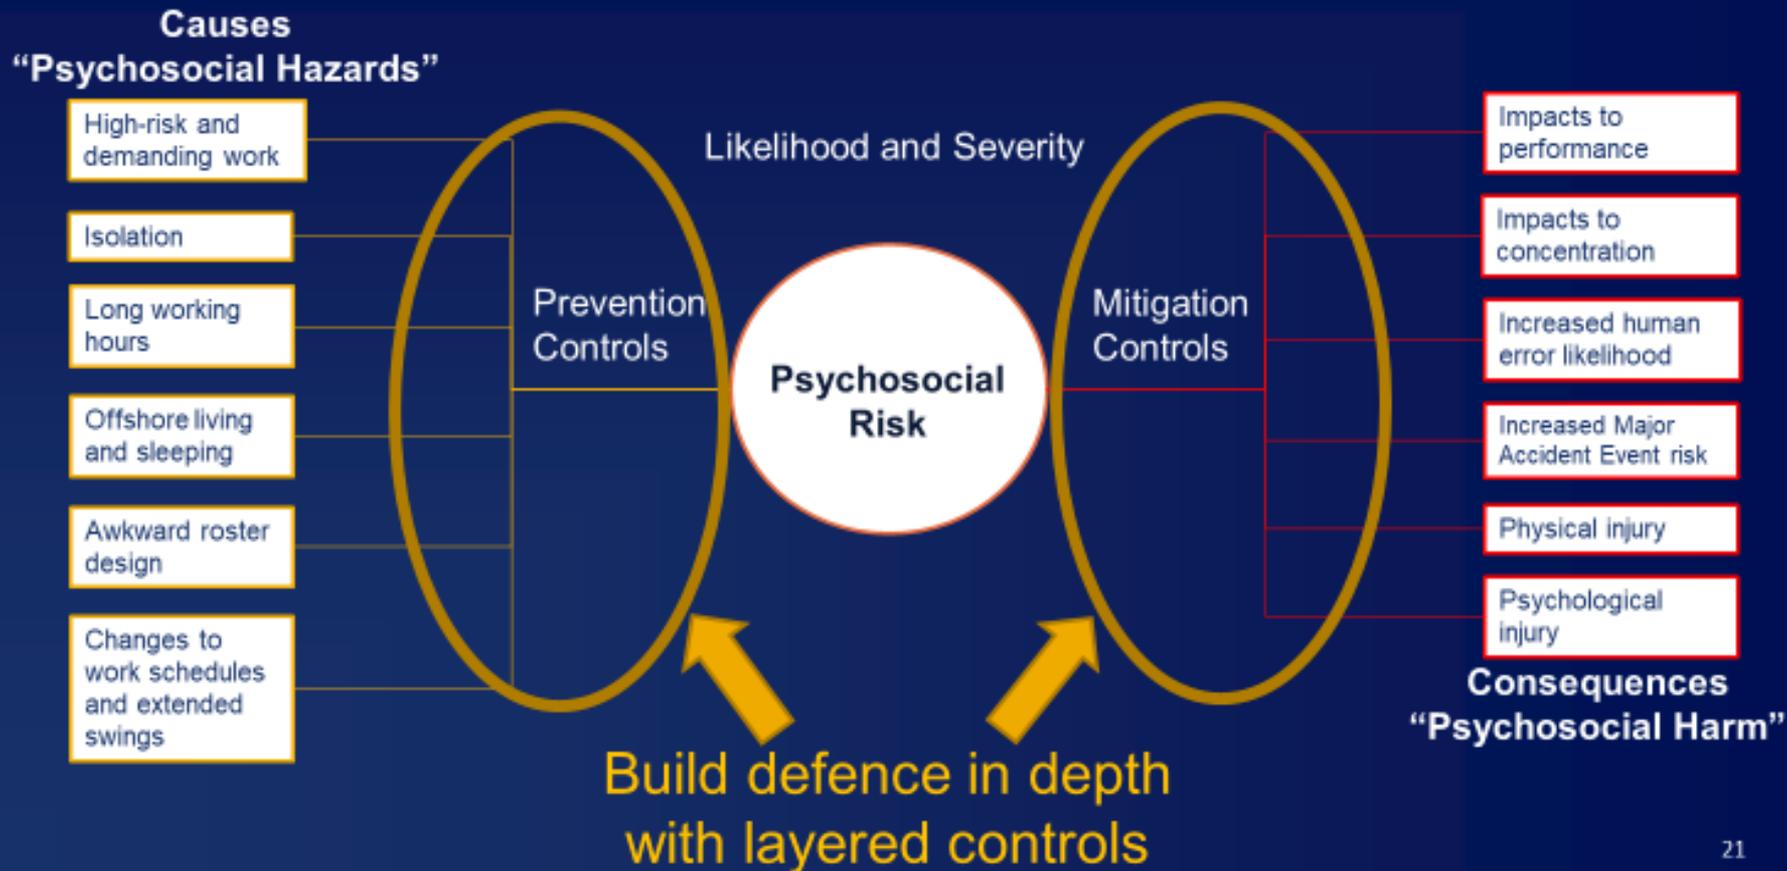 Causes
“Psychosocial Hazards”
High-risk and
demanding work
Isolation
Long working
hours
Offshore living
and sleeping
Awkward roster
design
Changes to
work schedules
and extended
swings
Prevention
Controls
Likelihood and Severity
Psychosocial
Risk
Mitigation
Controls
Impacts to
performance
Impacts to
concentration
Increased human
error likelihood
Increased Major
Accident Event risk
Physical injury
Psychological
injury
Consequences
“Psychosocial Harm”
Build defence in depth
with layered controls
21